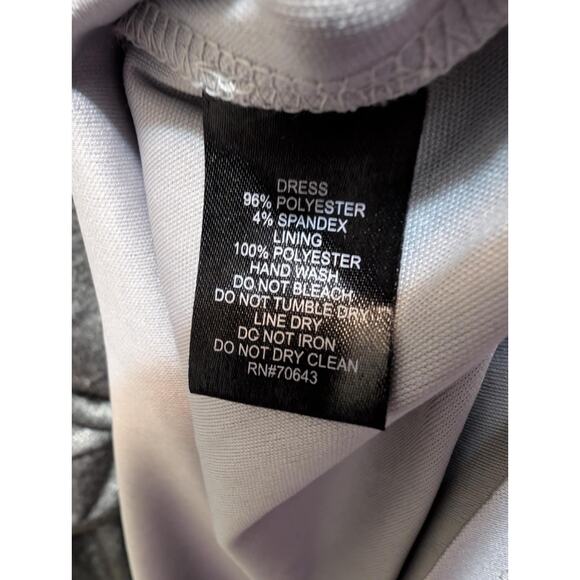 DRESS
96% POLYESTER
4% SPANDEX
LINING
100% POLYESTER
HAND WASH
DO NOT BLEACH
DO NOT TUMBLE DRY
LINE DRY
DO NOT IRON
DO NOT DRY CLEAN
RN#70643